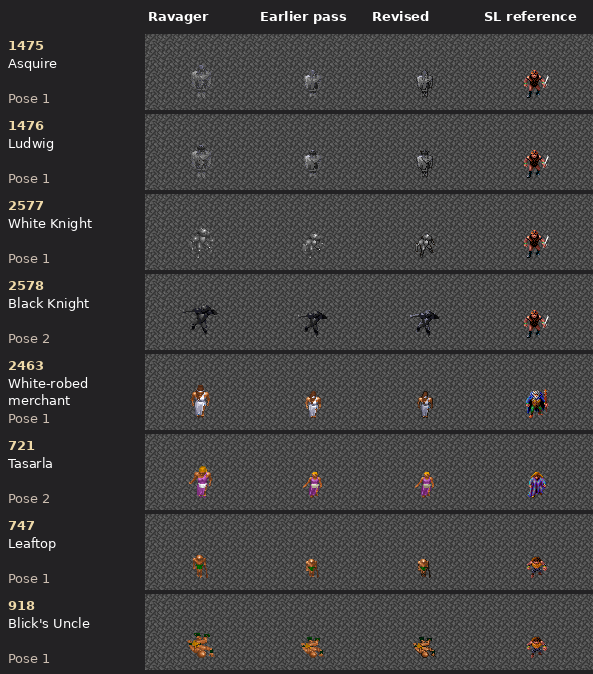 Ravager Earlier pass Revised SL reference
1475
Asquire
Pose 1
1476
Ludwig
Pose 1
2577
White Knight
Pose 1
2578
Black Knight
Pose 2
2463
White-robed
merchant
Pose 1
721
Tasarla
Pose 2
747
Leaftop
Pose 1
918
Blick's Uncle
Pose 1